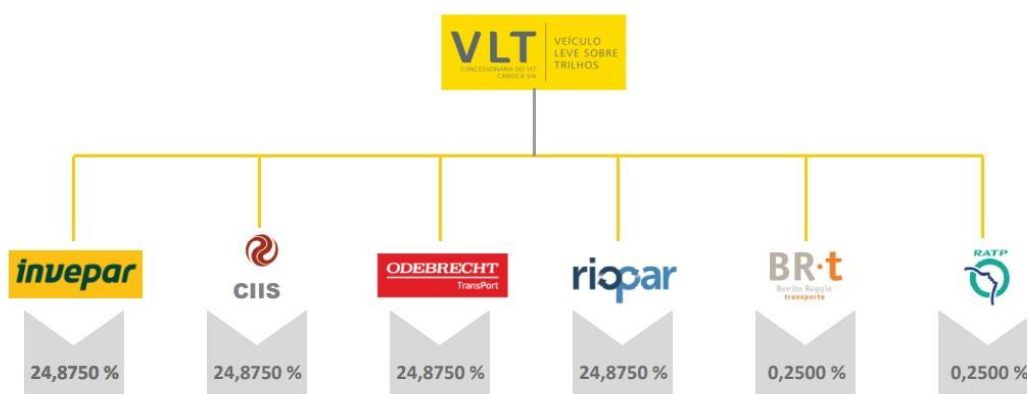 VLT
CONCESSIONÁRIA DO VLT
CARIOCA S/A
VEÍCULO
LEVE SOBRE
TRILHOS
invepar
CIIS
ODEBRECHT
TransPort
riopar
BR·t
Benito Roggio
transporte
RATP
24,8750 %
24,8750 %
24,8750 %
24,8750 %
0,2500 %
0,2500 %